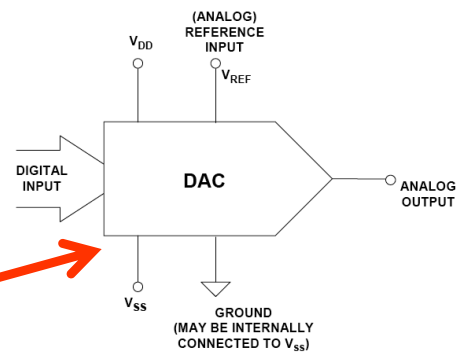 (ANALOG)
REFERENCE
INPUT
VDD
VREF
DIGITAL
INPUT
DAC
ANALOG
OUTPUT
VSS
GROUND
(MAY BE INTERNALLY
CONNECTED TO VSS)